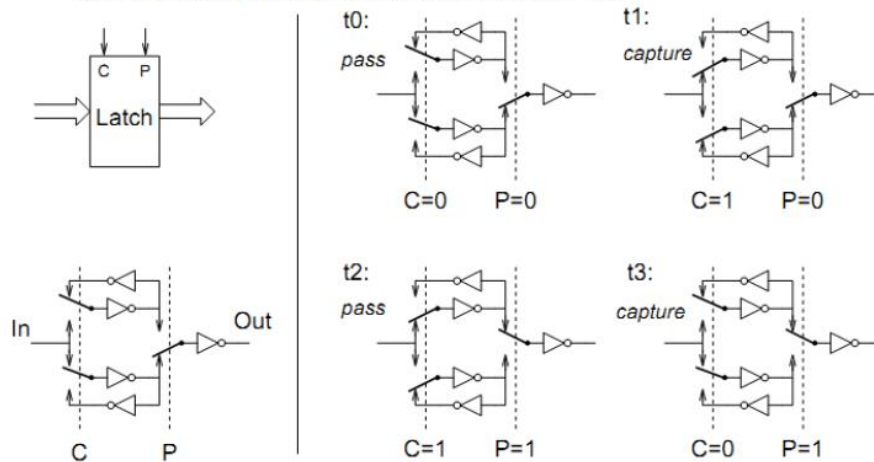 C P
Latch
In
Out
C P
t0:
pass
C=0 P=0
t1:
capture
C=1 P=0
t2:
pass
C=1 P=1
t3:
capture
C=0 P=1